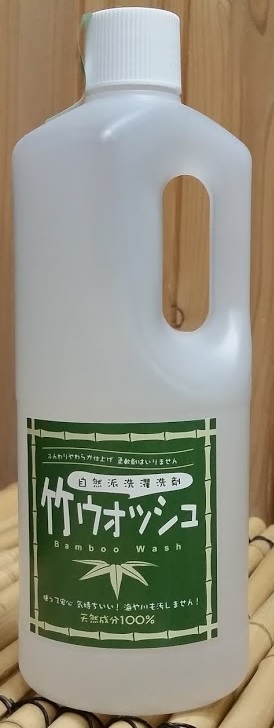 ふんわりやわらか仕上げ 柔軟剤はいりません
自然派洗濯洗剤
竹ウオッシュ
Bamboo Wash
使って安心 気持ちいい! 海や川も汚しません!
天然成分100%